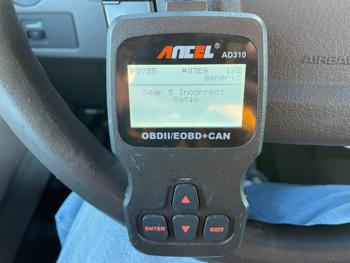 ANCEL
AD310
P0735 #07E9 1/2
Generic
Gear 5 Incorrect
Ratio
OBDII/EOBD+CAN
ENTER
EXIT
AIRBAG